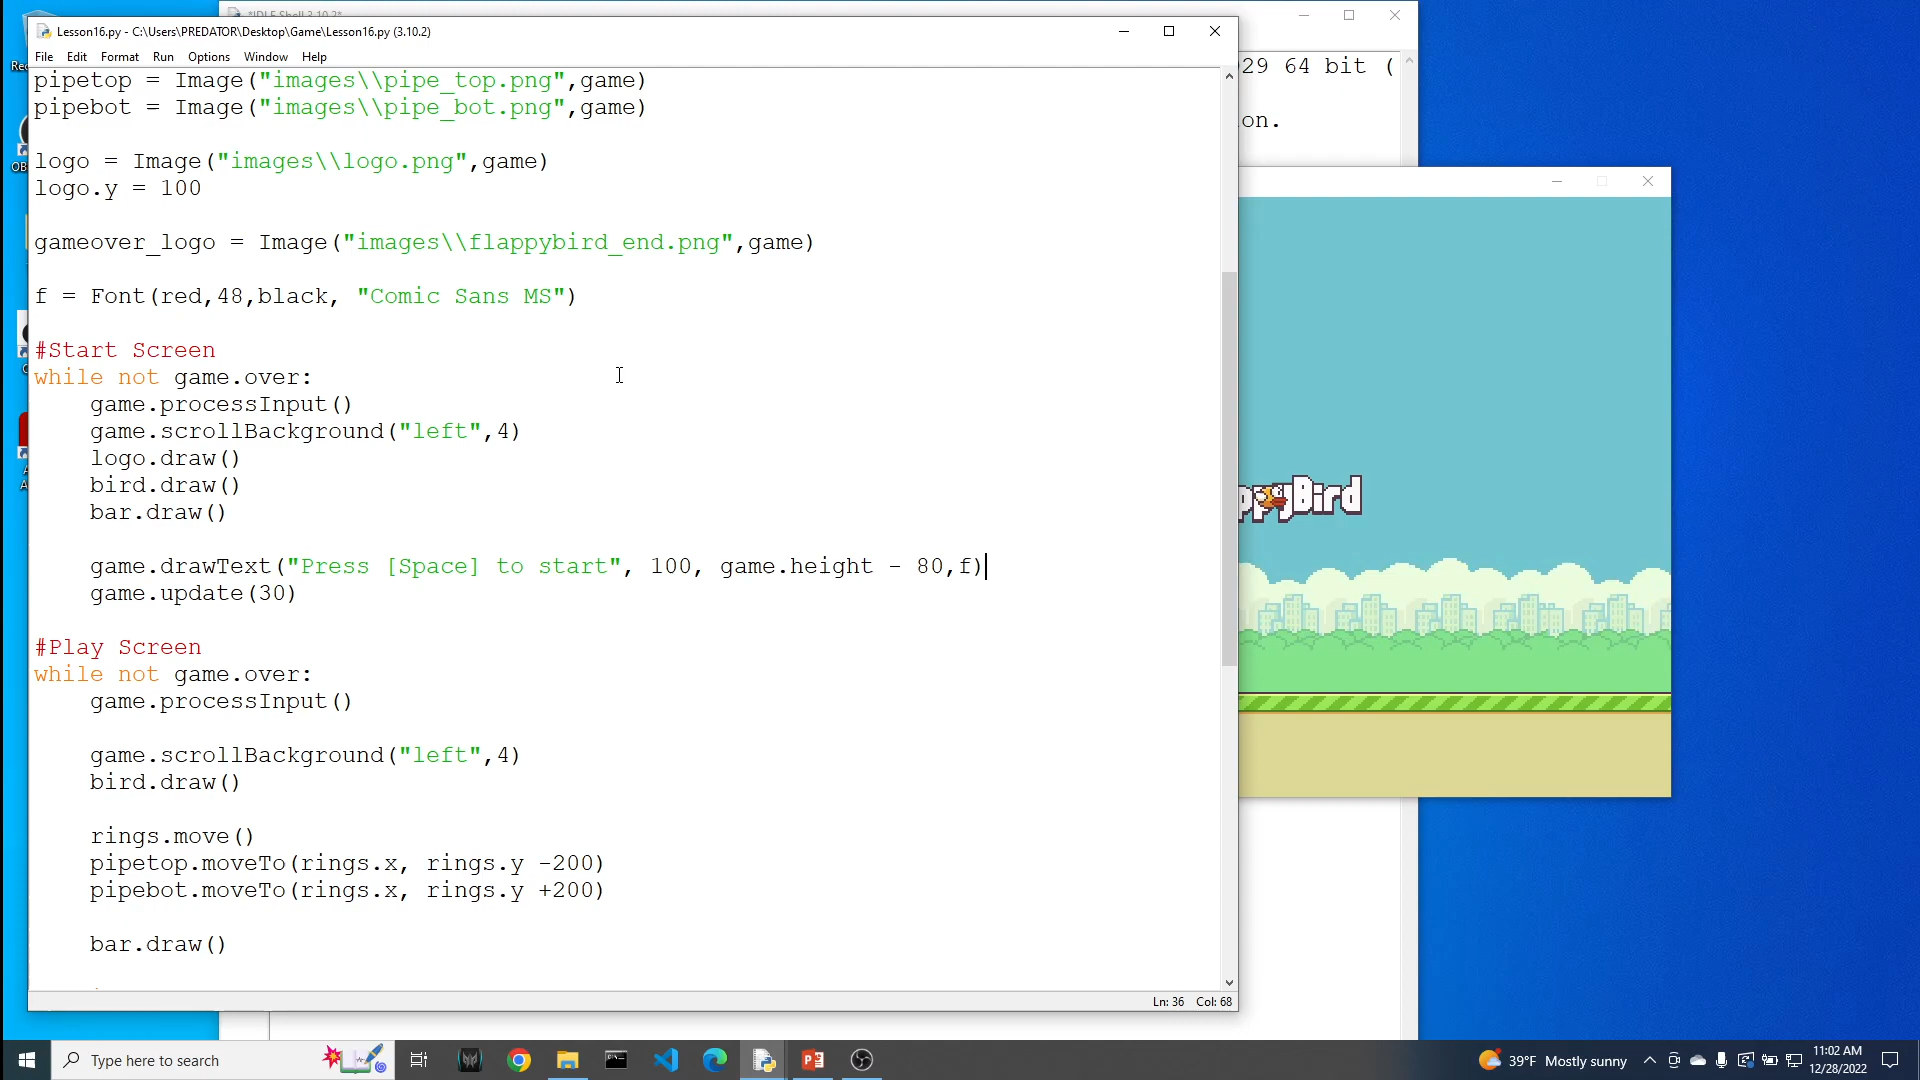 *IDLE Shell 3.10.2*
Lesson16.py - C:\Users\PREDATOR\Desktop\Game\Lesson16.py (3.10.2)
File Edit Format Run Options Window Help
29 64 bit (
on.
pipetop = Image("images\\pipe_top.png",game)
pipebot = Image("images\\pipe_bot.png",game)
logo = Image("images\\logo.png",game)
logo.y = 100
gameover_logo = Image("images\\flappybird_end.png",game)
f = Font(red,48,black, "Comic Sans MS")
#Start Screen
while not game.over:
    game.processInput()
    game.scrollBackground("left",4)
    logo.draw()
    bird.draw()
    bar.draw()
    game.drawText("Press [Space] to start", 100, game.height - 80,f)
    game.update(30)
#Play Screen
while not game.over:
    game.processInput()
    game.scrollBackground("left",4)
    bird.draw()
    rings.move()
    pipetop.moveTo(rings.x, rings.y -200)
    pipebot.moveTo(rings.x, rings.y +200)
    bar.draw()
ppyBird
Ln: 36 Col: 68
Type here to search
39°F Mostly sunny
11:02 AM
12/28/2022